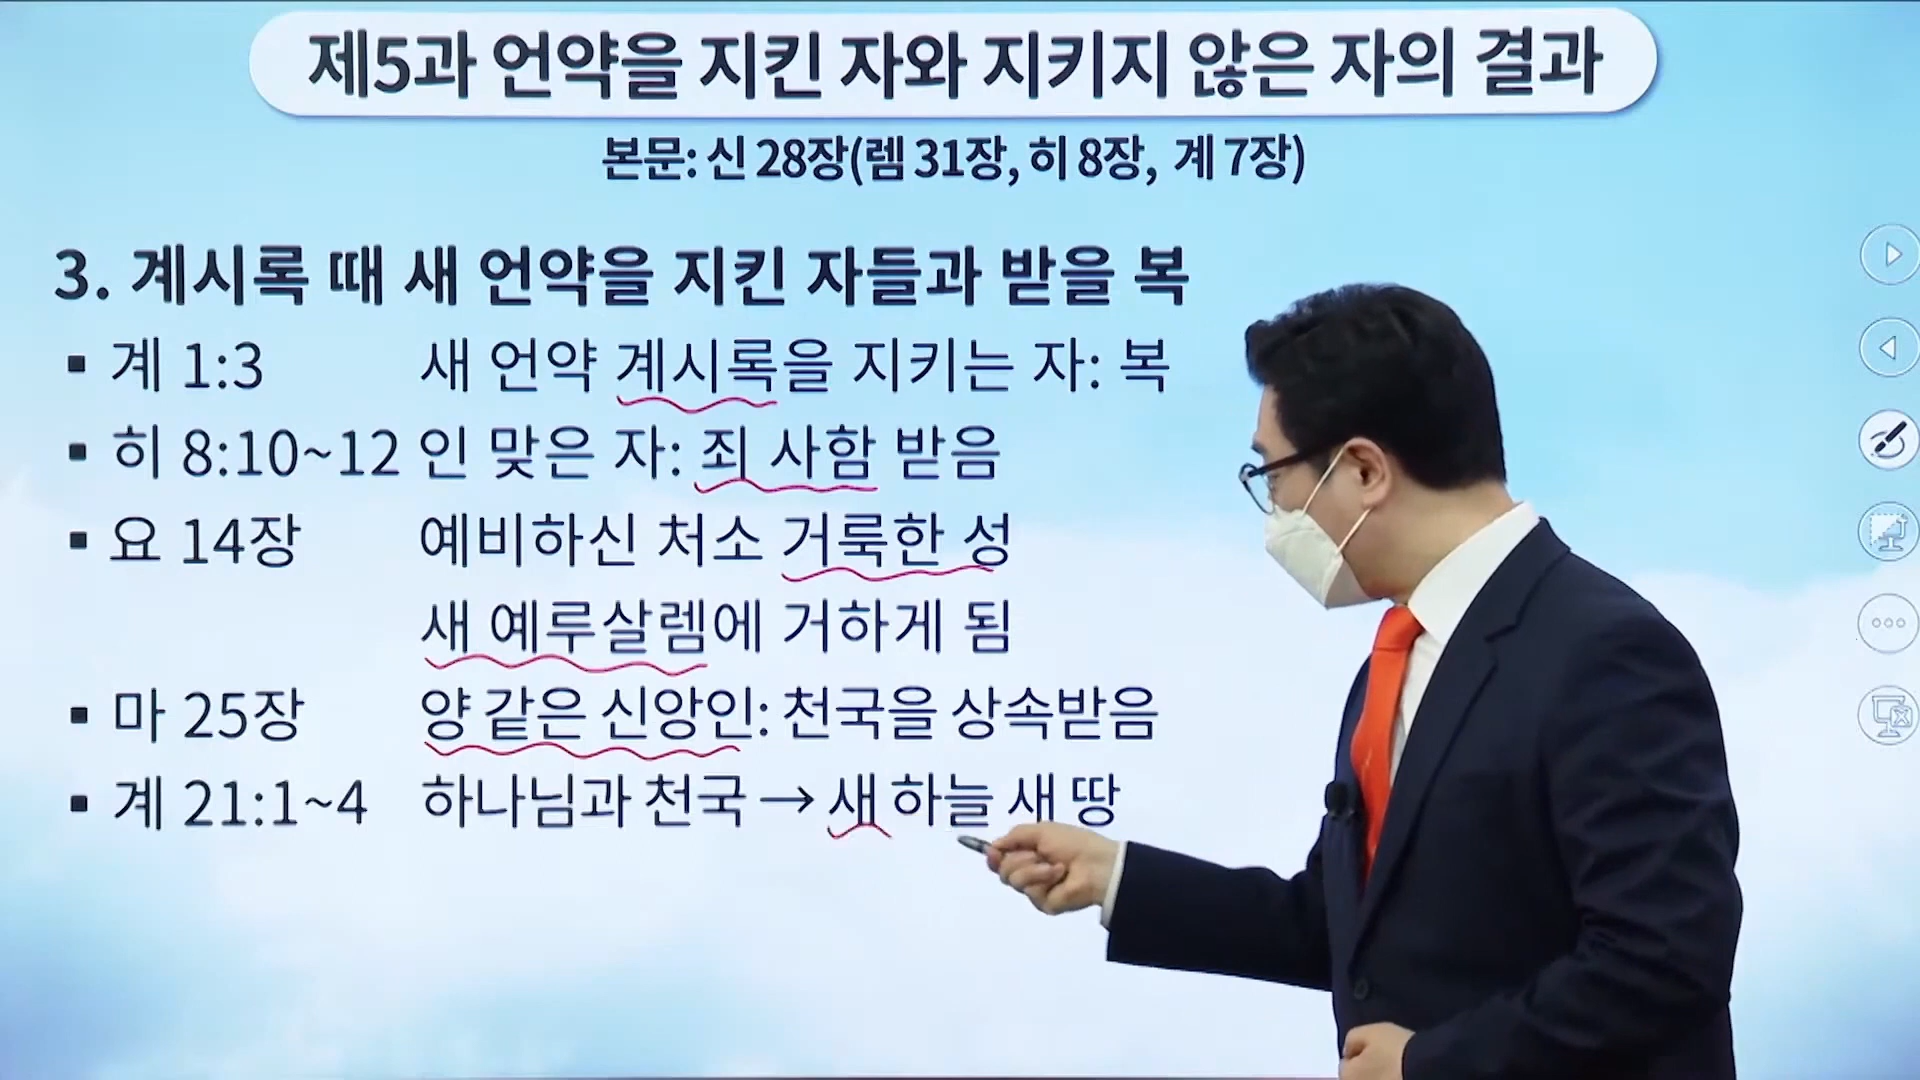 제5과 언약을 지킨 자와 지키지 않은 자의 결과
본문: 신 28장(렘 31장, 히 8장, 계 7장)
3. 계시록 때 새 언약을 지킨 자들과 받을 복
▪ 계 1:3 새 언약 계시록을 지키는 자: 복
▪ 히 8:10~12 인 맞은 자: 죄 사함 받음
▪ 요 14장 예비하신 처소 거룩한 성
새 예루살렘에 거하게 됨
▪ 마 25장 양 같은 신앙인: 천국을 상속받음
▪ 계 21:1~4 하나님과 천국 → 새 하늘 새 땅